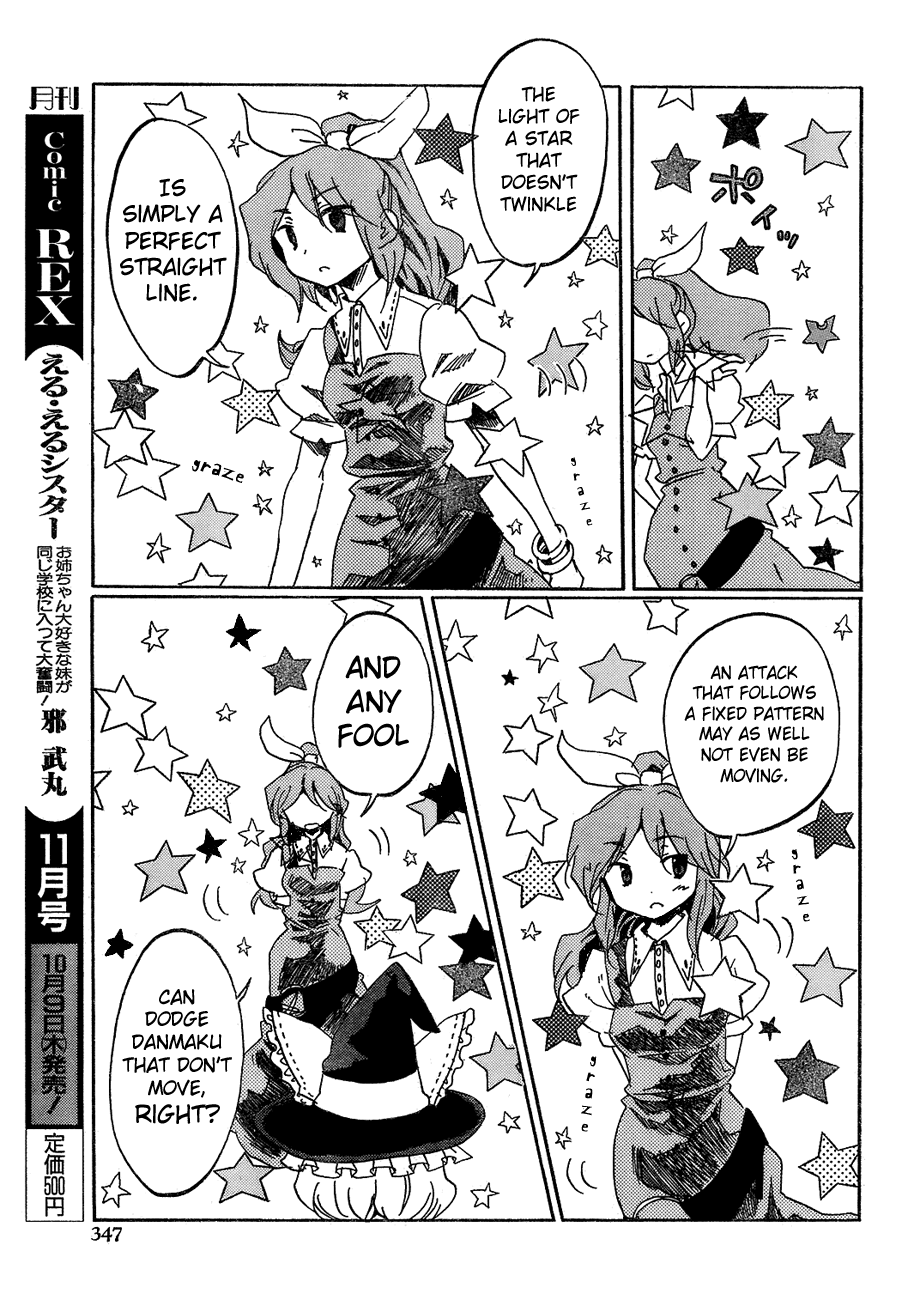 ポイッ
THE
LIGHT OF
A STAR
THAT
DOESN'T
TWINKLE
IS
SIMPLY A
PERFECT
STRAIGHT
LINE.
graze
graze
AN ATTACK
THAT FOLLOWS
A FIXED PATTERN
MAY AS WELL
NOT EVEN BE
MOVING.
graze
graze
AND
ANY
FOOL
CAN
DODGE
DANMAKU
THAT DON'T
MOVE,
RIGHT?
月刊
Comic REX
える・えるシスター
お姉ちゃん大好きな妹が
同じ学校に入って大奮闘!
邪 武丸
11月号
10月9日木発売!
定価500円
347